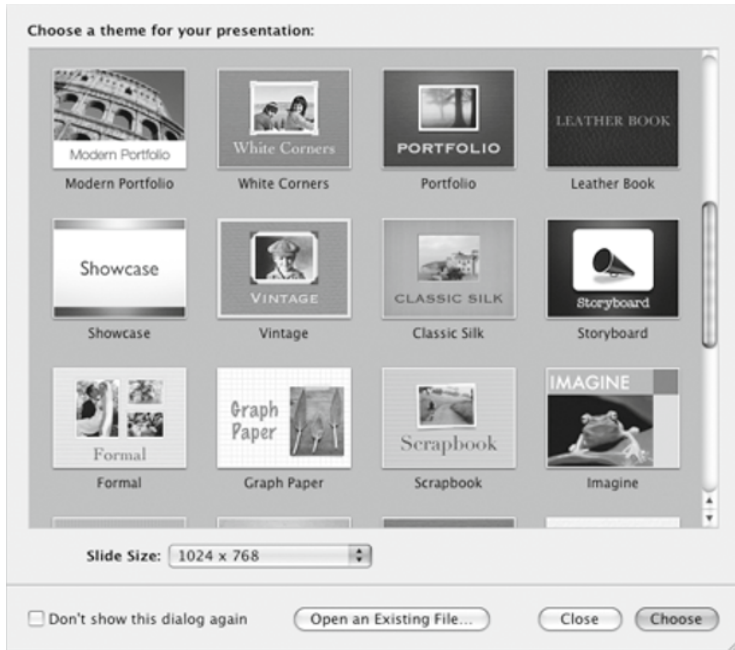 Choose a theme for your presentation:
Modern Portfolio
White Corners
PORTFOLIO
LEATHER BOOK
Modern Portfolio
White Corners
Portfolio
Leather Book
Showcase
VINTAGE
CLASSIC SILK
Storyboard
Showcase
Vintage
Classic Silk
Storyboard
Formal
Graph
Paper
Scrapbook
IMAGINE
Formal
Graph Paper
Scrapbook
Imagine
Slide Size: 1024 x 768
Don't show this dialog again
Open an Existing File...
Close
Choose